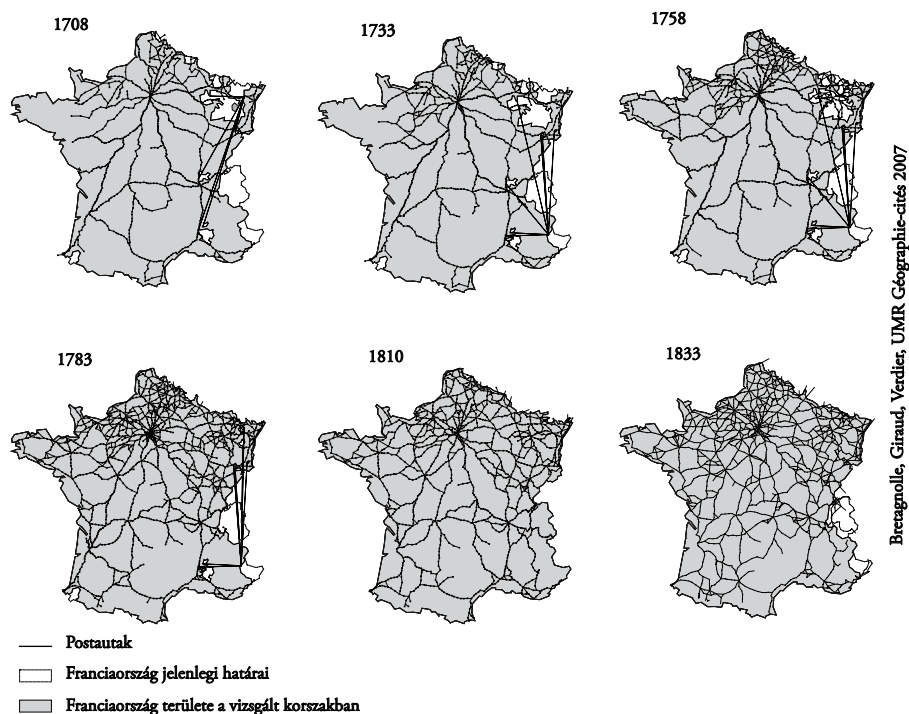 1708
1733
1758
1783
1810
1833
Postautak
Franciaország jelenlegi határai
Franciaország területe a vizsgált korszakban
Bretagnolle, Giraud, Verdier, UMR Géographie-cités 2007